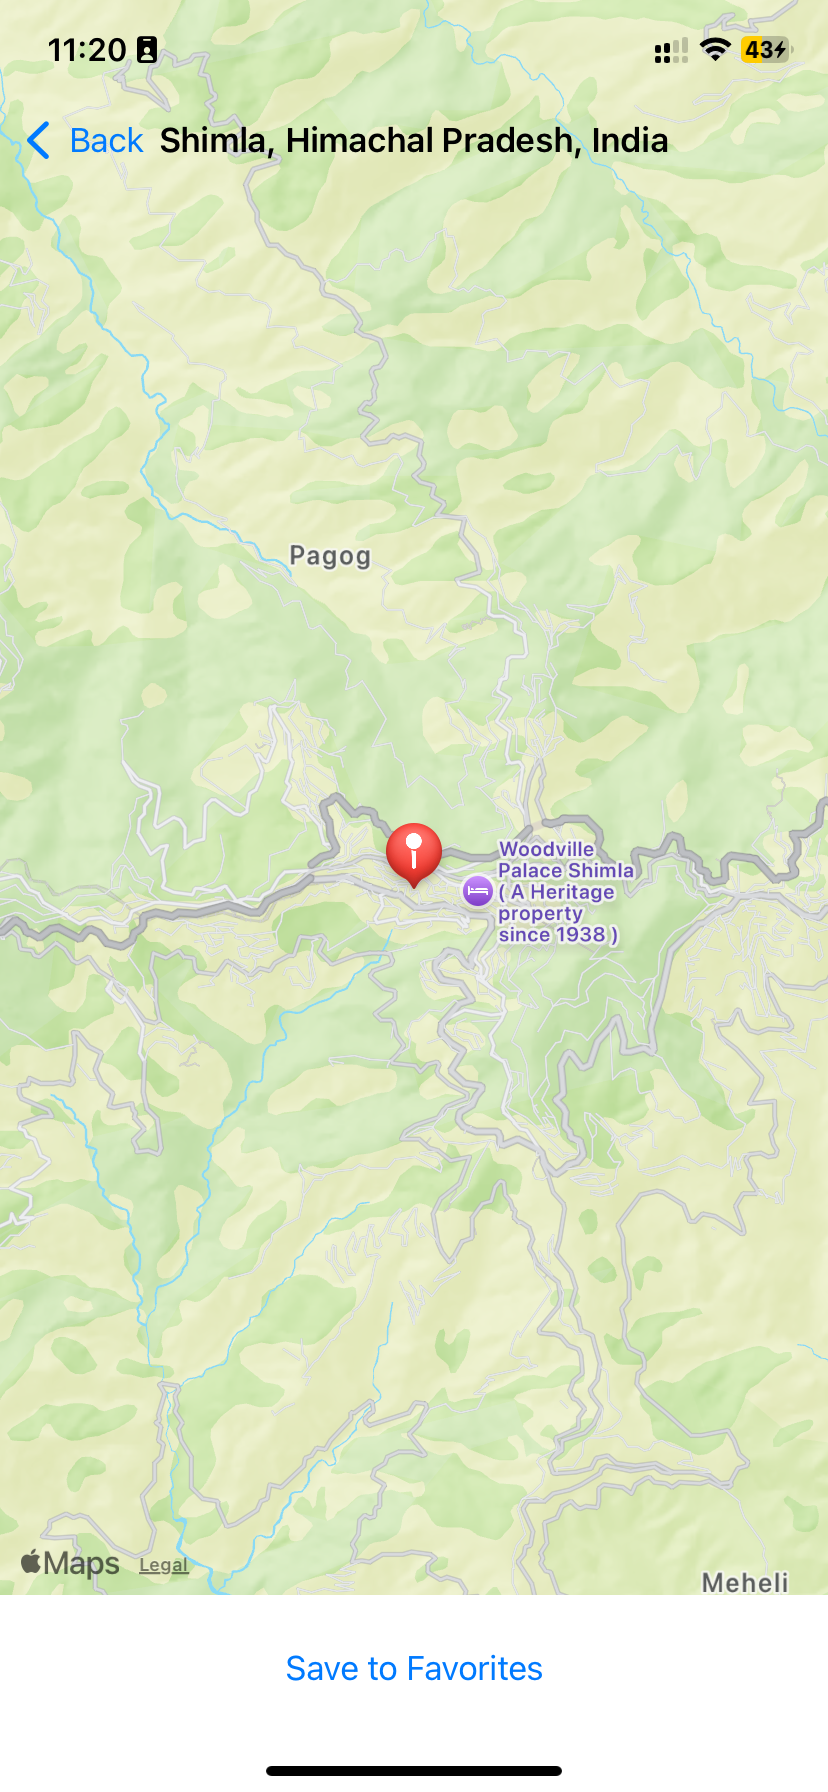 11:20
43
Back Shimla, Himachal Pradesh, India
Pagog
Woodville
Palace Shimla
( A Heritage
property
since 1938 )
Maps Legal
Meheli
Save to Favorites